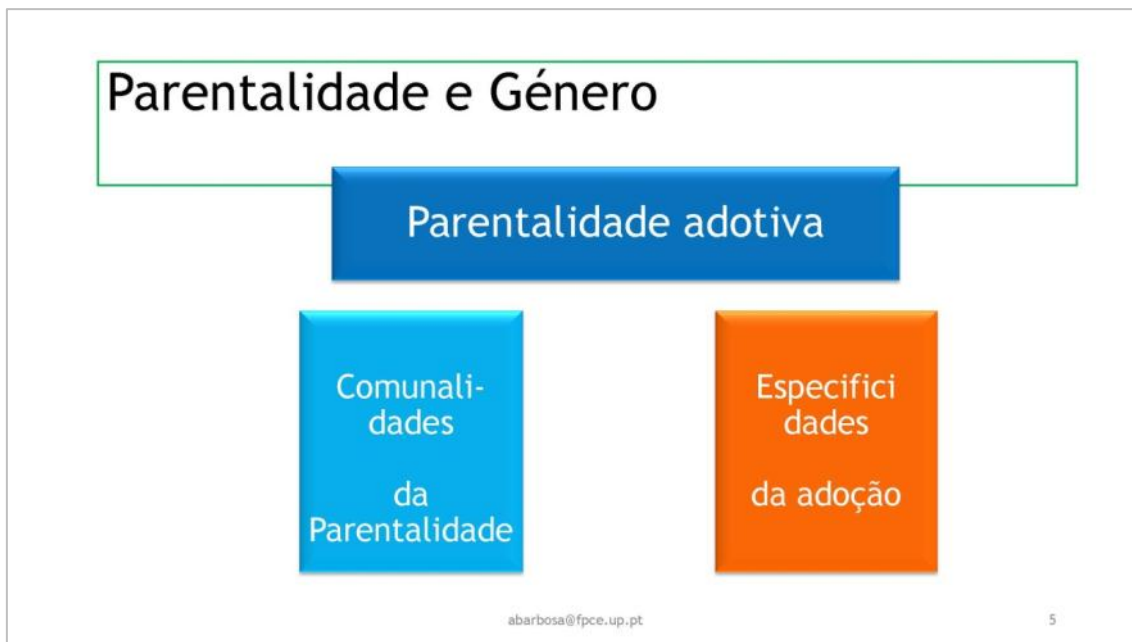 Parentalidade e Género
Parentalidade adotiva
Comunali-
dades
da
Parentalidade
Especifici
dades
da adoção
abarbosa@fpce.up.pt
5